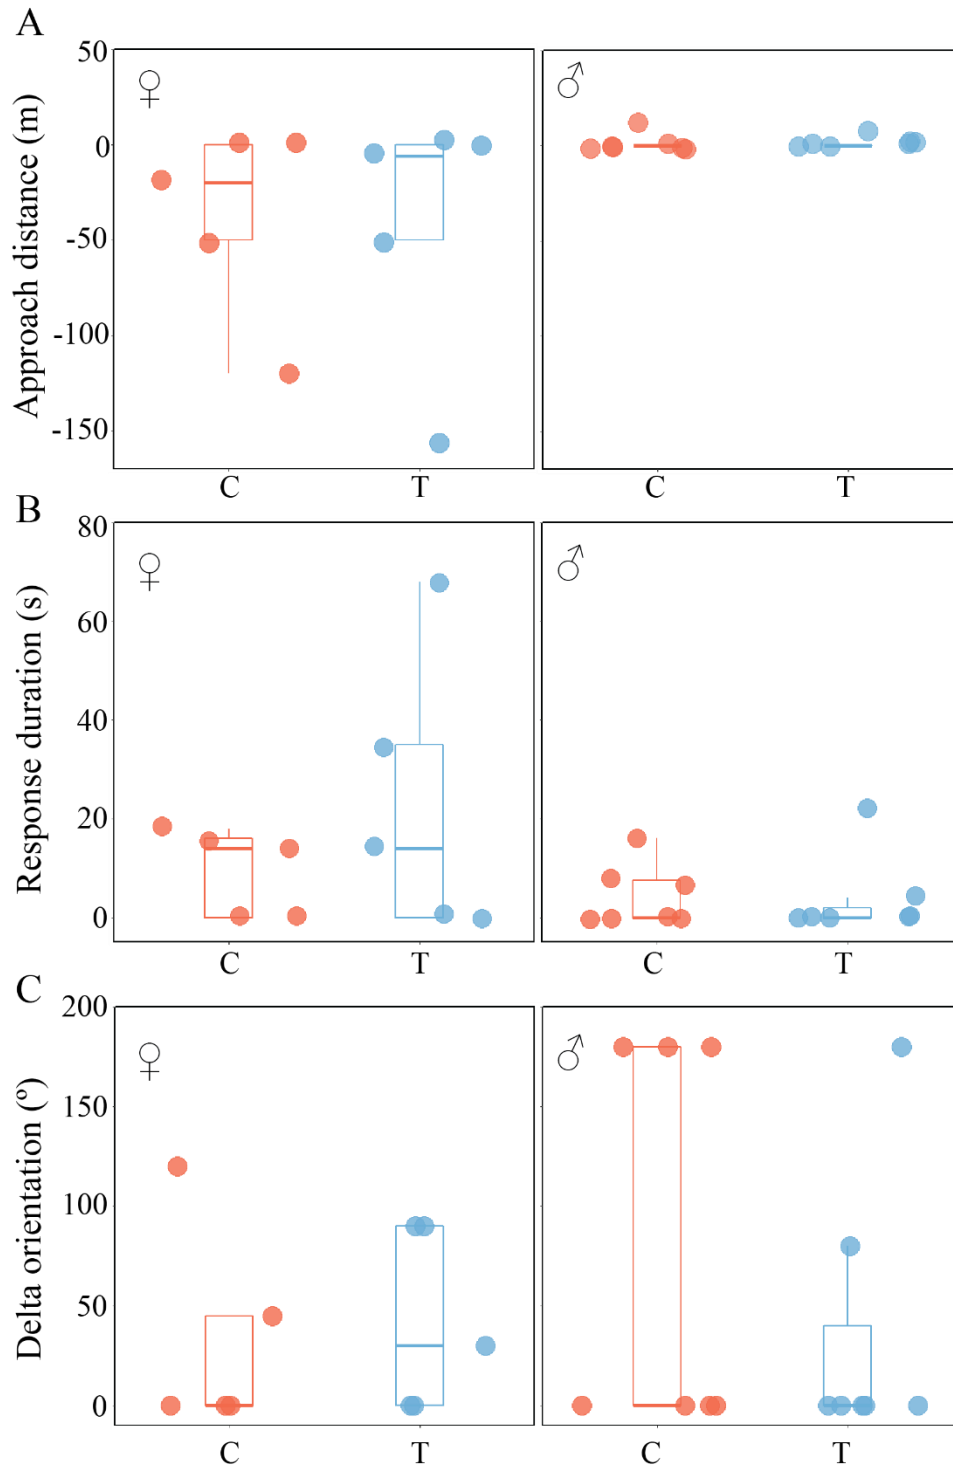 A
Approach distance (m)
50
0
-50
-100
-150
♀
♂
C
T
C
T
B
Response duration (s)
80
60
40
20
0
♀
♂
C
T
C
T
C
Delta orientation (º)
200
150
100
50
0
♀
♂
C
T
C
T